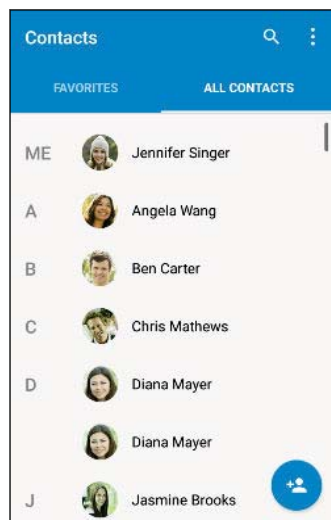 Contacts
FAVORITES ALL CONTACTS
ME Jennifer Singer
A Angela Wang
B Ben Carter
C Chris Mathews
D Diana Mayer
Diana Mayer
J Jasmine Brooks